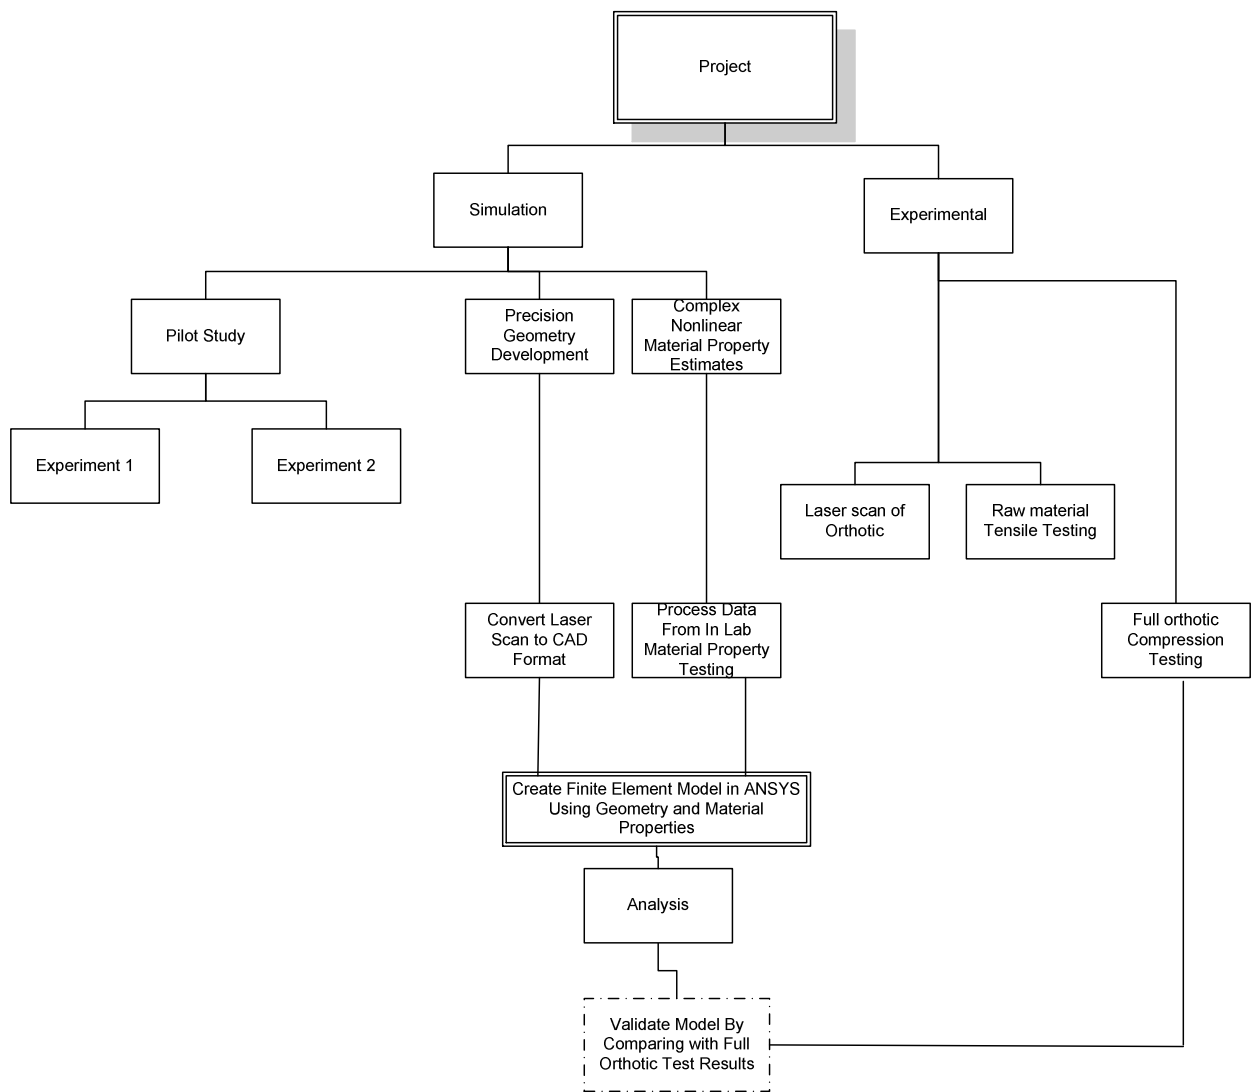 Project
Simulation
Experimental
Pilot Study
Precision
Geometry
Development
Complex
Nonlinear
Material Property
Estimates
Experiment 1
Experiment 2
Laser scan of
Orthotic
Raw material
Tensile Testing
Convert Laser
Scan to CAD
Format
Process Data
From In Lab
Material Property
Testing
Full orthotic
Compression
Testing
Create Finite Element Model in ANSYS
Using Geometry and Material
Properties
Analysis
Validate Model By
Comparing with Full
Orthotic Test Results